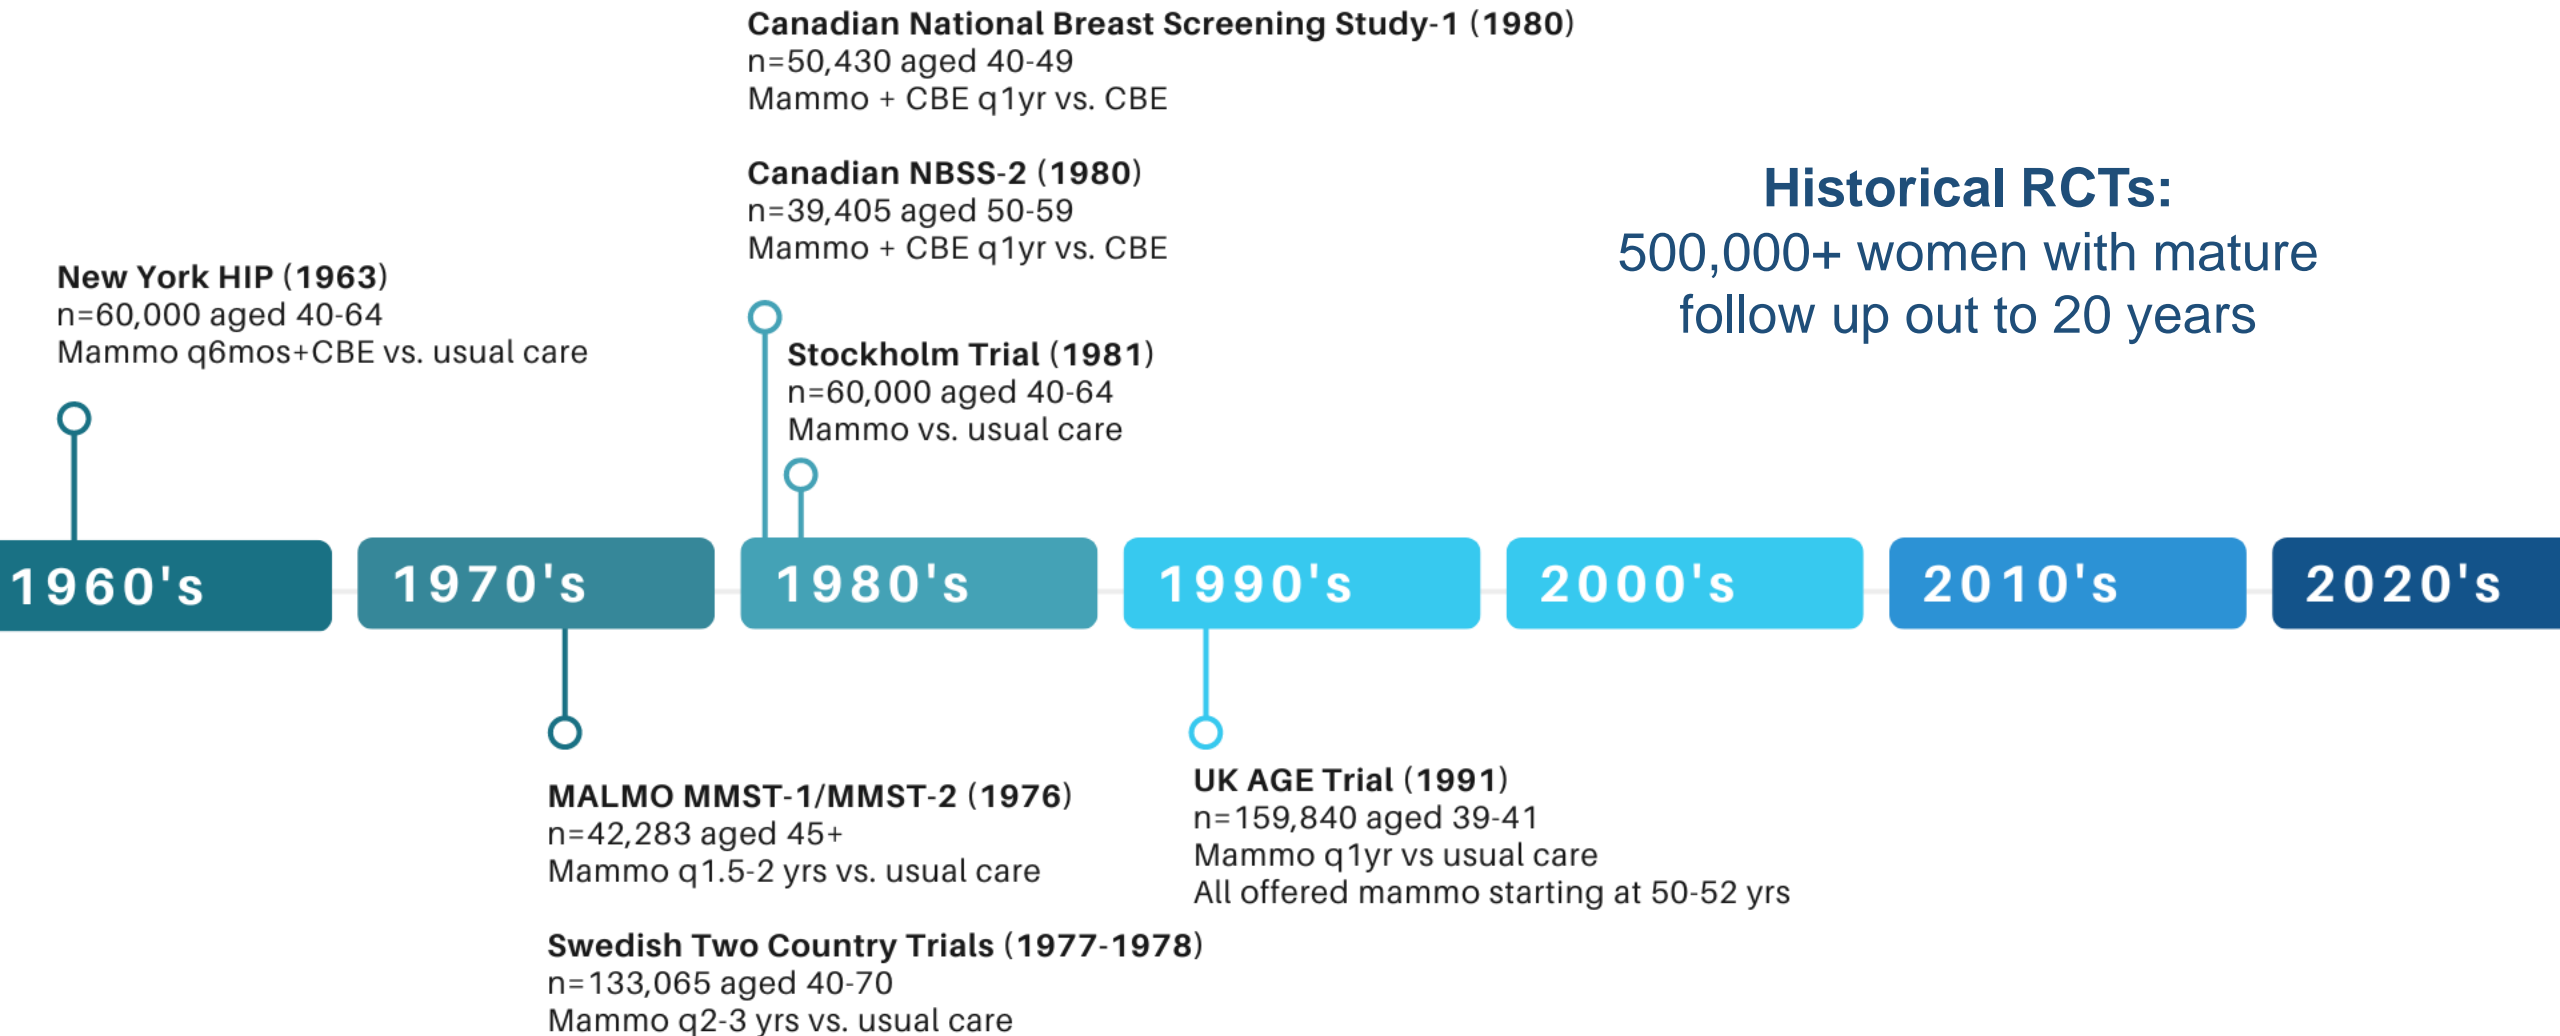 Canadian National Breast Screening Study-1 (1980)
n=50,430 aged 40-49
Mammo + CBE q1yr vs. CBE
Canadian NBSS-2 (1980)
n=39,405 aged 50-59
Mammo + CBE q1yr vs. CBE
Historical RCTs:
500,000+ women with mature
follow up out to 20 years
New York HIP (1963)
n=60,000 aged 40-64
Mammo q6mos+CBE vs. usual care
Stockholm Trial (1981)
n=60,000 aged 40-64
Mammo vs. usual care
1960's
1970's
1980's
1990's
2000's
2010's
2020's
MALMO MMST-1/MMST-2 (1976)
n=42,283 aged 45+
Mammo q1.5-2 yrs vs. usual care
Swedish Two Country Trials (1977-1978)
n=133,065 aged 40-70
Mammo q2-3 yrs vs. usual care
UK AGE Trial (1991)
n=159,840 aged 39-41
Mammo q1yr vs usual care
All offered mammo starting at 50-52 yrs